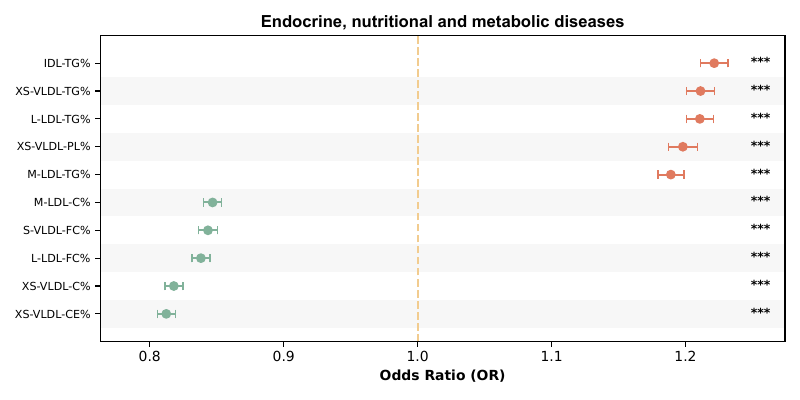 Endocrine, nutritional and metabolic diseases
IDL-TG% ***
XS-VLDL-TG% ***
L-LDL-TG% ***
XS-VLDL-PL% ***
M-LDL-TG% ***
M-LDL-C% ***
S-VLDL-FC% ***
L-LDL-FC% ***
XS-VLDL-C% ***
XS-VLDL-CE% ***
0.8 0.9 1.0 1.1 1.2
Odds Ratio (OR)